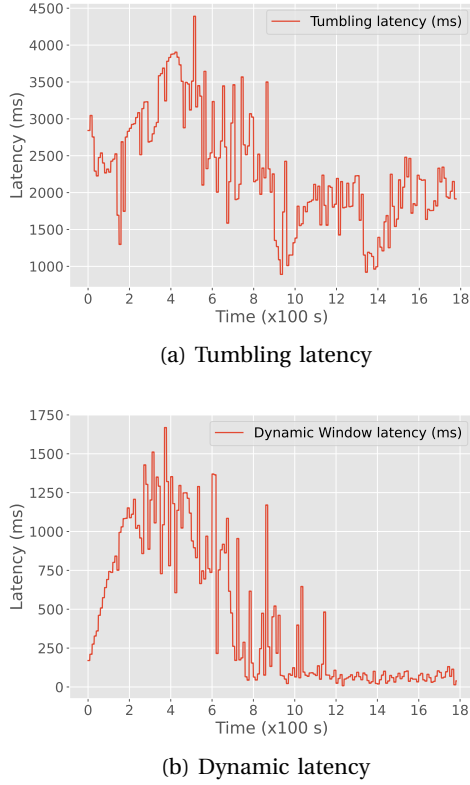 4500
4000
3500
3000
2500
2000
1500
1000
Latency (ms)
Tumbling latency (ms)
0 2 4 6 8 10 12 14 16 18
Time (x100 s)
(a) Tumbling latency
1750
1500
1250
1000
750
500
250
0
Latency (ms)
Dynamic Window latency (ms)
0 2 4 6 8 10 12 14 16 18
Time (x100 s)
(b) Dynamic latency